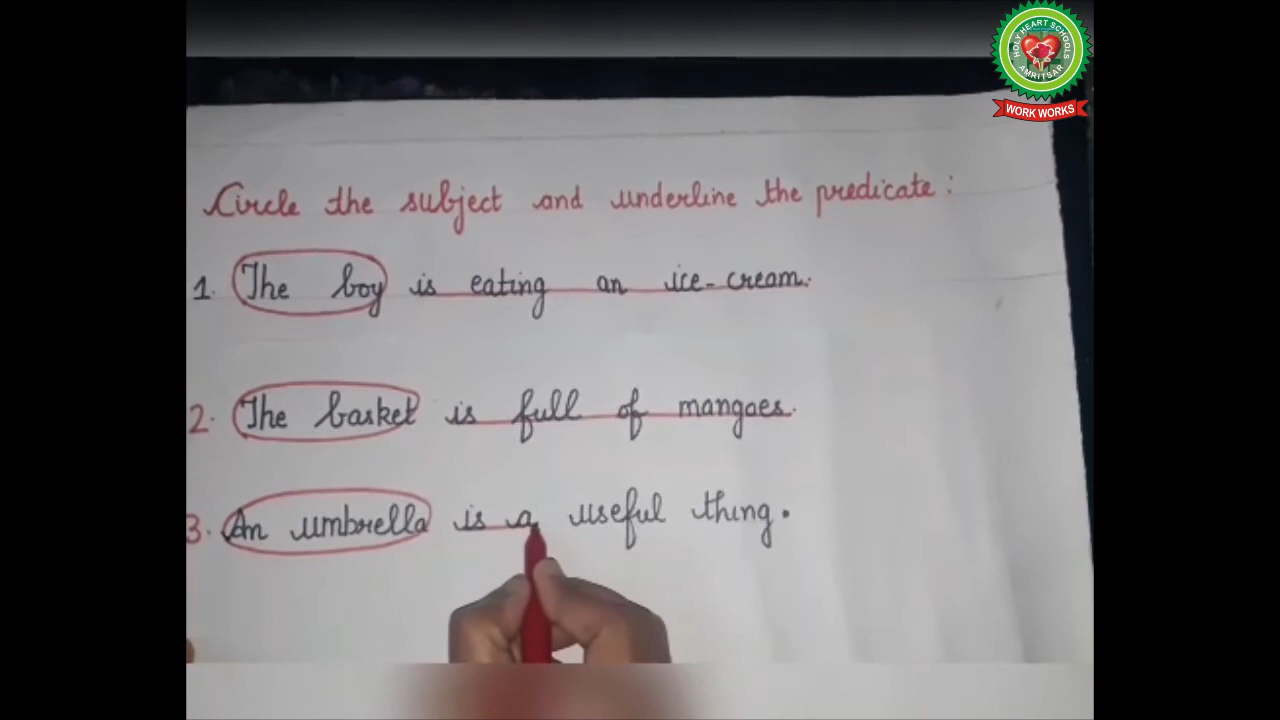 HOLY HEART SCHOOLS
AMRITSAR
WORK WORKS
Circle the subject and underline the predicate :
1. The boy is eating an ice-cream.
2. The basket is full of mangoes.
3. An umbrella is a useful thing.